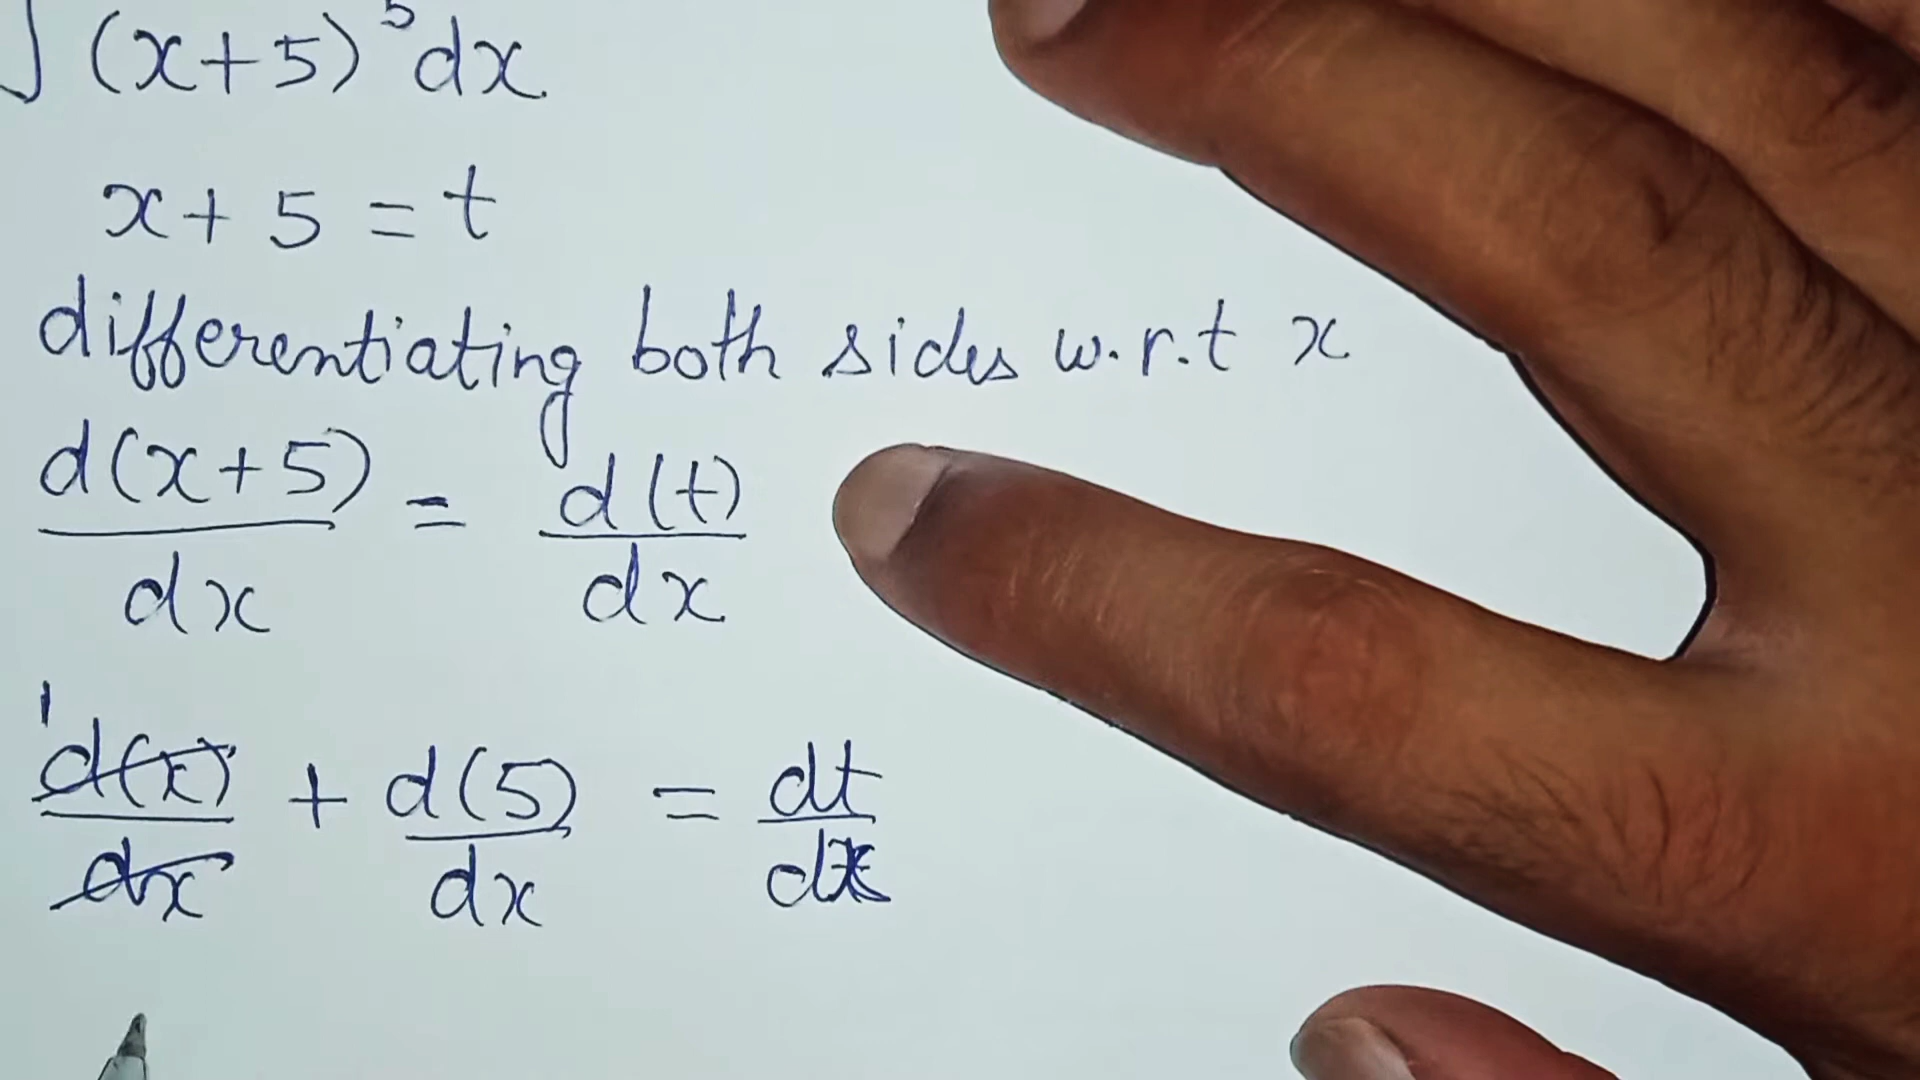 ∫ (x+5)⁵ dx
x + 5 = t
differentiating both sides w.r.t x
d(x+5)/dx = d(t)/dx
1
d(x)/dx + d(5)/dx = dt/dx